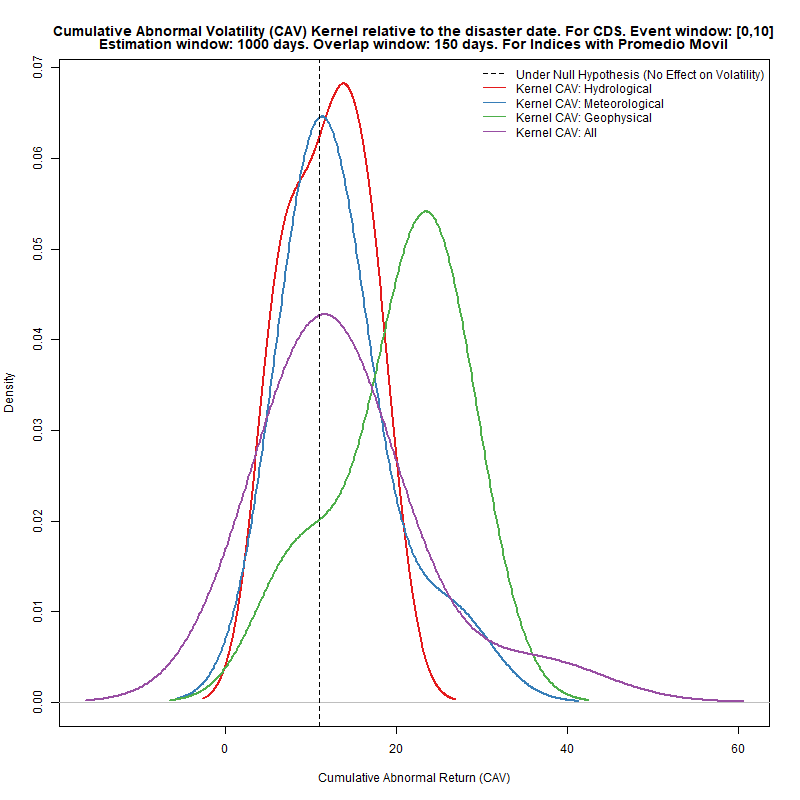 Cumulative Abnormal Volatility (CAV) Kernel relative to the disaster date. For CDS. Event window: [0,10]
Estimation window: 1000 days. Overlap window: 150 days. For Indices with Promedio Movil
Under Null Hypothesis (No Effect on Volatility)
Kernel CAV: Hydrological
Kernel CAV: Meteorological
Kernel CAV: Geophysical
Kernel CAV: All
0.07
0.06
0.05
0.04
0.03
0.02
0.01
0.00
Density
0 20 40 60
Cumulative Abnormal Return (CAV)